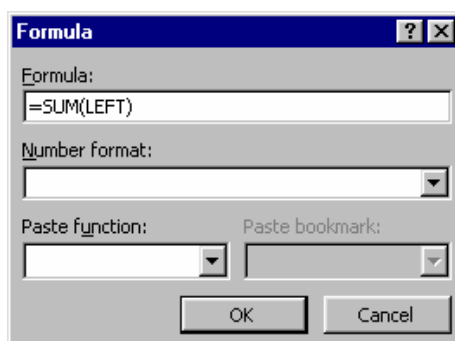 Formula
Formula:
=SUM(LEFT)
Number format:
Paste function: Paste bookmark:
OK Cancel